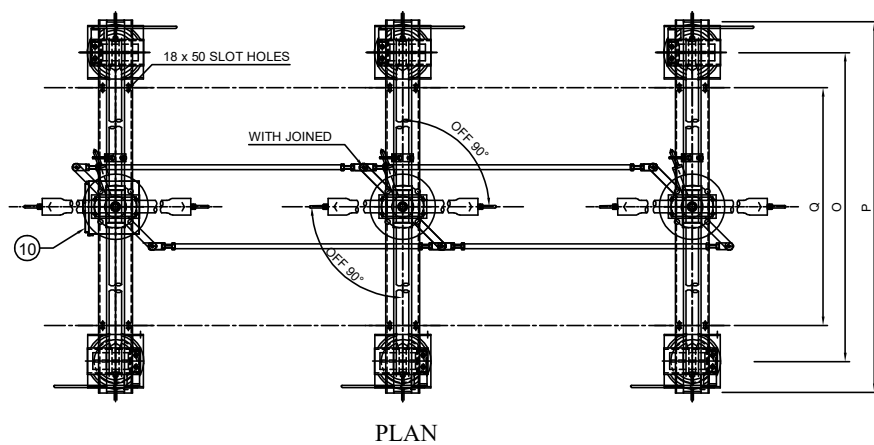 18 x 50 SLOT HOLES
WITH JOINED
OFF 90°
OFF 90°
10
Q
O
P
PLAN